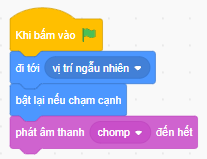 Khi bấm vào
đi tới vị trí ngẫu nhiên
bật lại nếu chạm cạnh
phát âm thanh chomp đến hết